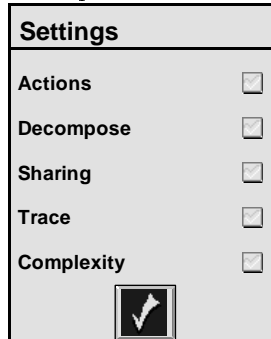 Settings
Actions
Decompose
Sharing
Trace
Complexity